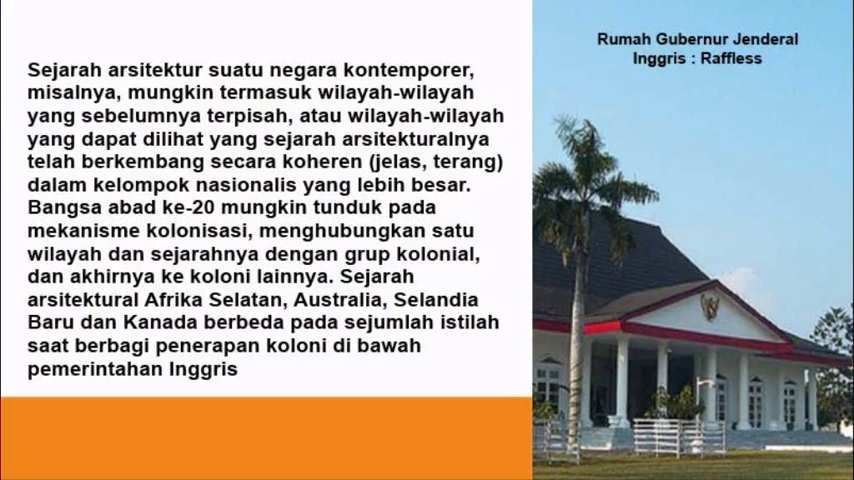 Rumah Gubernur Jenderal
Inggris : Raffless
Sejarah arsitektur suatu negara kontemporer,
misalnya, mungkin termasuk wilayah-wilayah
yang sebelumnya terpisah, atau wilayah-wilayah
yang dapat dilihat yang sejarah arsitekturalnya
telah berkembang secara koheren (jelas, terang)
dalam kelompok nasionalis yang lebih besar.
Bangsa abad ke-20 mungkin tunduk pada
mekanisme kolonisasi, menghubungkan satu
wilayah dan sejarahnya dengan grup kolonial,
dan akhirnya ke koloni lainnya. Sejarah
arsitektural Afrika Selatan, Australia, Selandia
Baru dan Kanada berbeda pada sejumlah istilah
saat berbagi penerapan koloni di bawah
pemerintahan Inggris